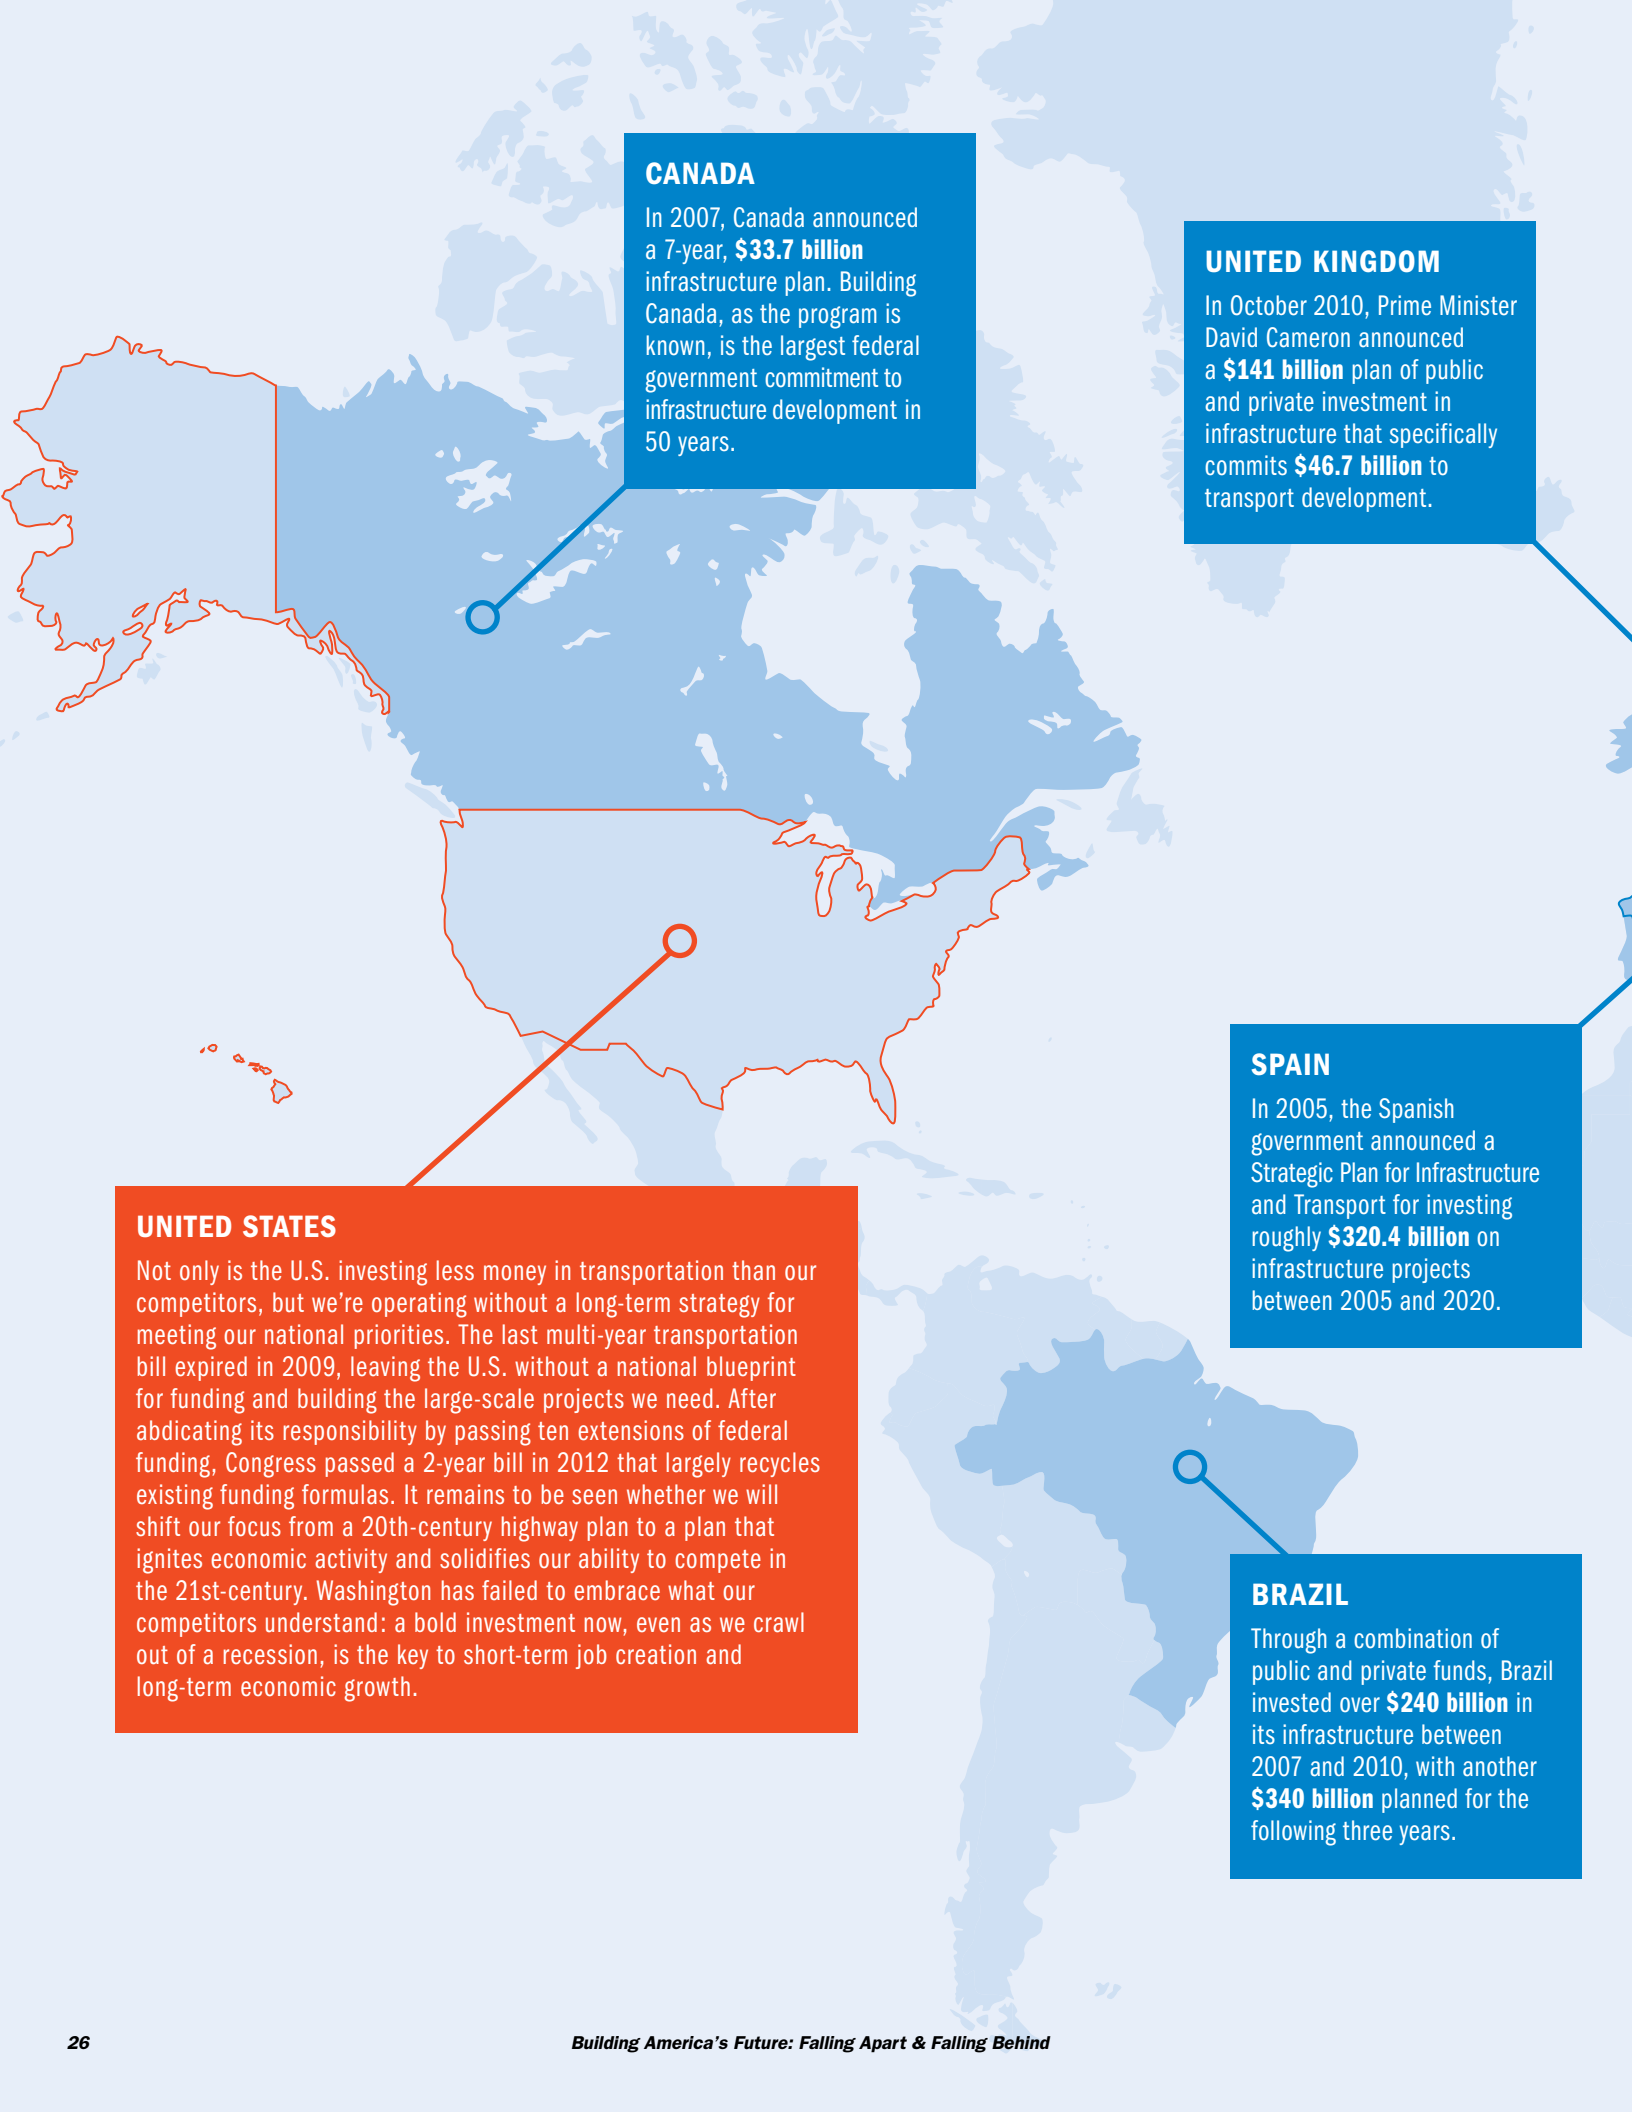 CANADA
In 2007, Canada announced
a 7-year, $33.7 billion
infrastructure plan. Building
Canada, as the program is
known, is the largest federal
government commitment to
infrastructure development in
50 years.
UNITED KINGDOM
In October 2010, Prime Minister
David Cameron announced
a $141 billion plan of public
and private investment in
infrastructure that specifically
commits $46.7 billion to
transport development.
SPAIN
In 2005, the Spanish
government announced a
Strategic Plan for Infrastructure
and Transport for investing
roughly $320.4 billion on
infrastructure projects
between 2005 and 2020.
UNITED STATES
Not only is the U.S. investing less money in transportation than our
competitors, but we’re operating without a long-term strategy for
meeting our national priorities. The last multi-year transportation
bill expired in 2009, leaving the U.S. without a national blueprint
for funding and building the large-scale projects we need. After
abdicating its responsibility by passing ten extensions of federal
funding, Congress passed a 2-year bill in 2012 that largely recycles
existing funding formulas. It remains to be seen whether we will
shift our focus from a 20th-century highway plan to a plan that
ignites economic activity and solidifies our ability to compete in
the 21st-century. Washington has failed to embrace what our
competitors understand: a bold investment now, even as we crawl
out of a recession, is the key to short-term job creation and
long-term economic growth.
BRAZIL
Through a combination of
public and private funds, Brazil
invested over $240 billion in
its infrastructure between
2007 and 2010, with another
$340 billion planned for the
following three years.
26
Building America’s Future: Falling Apart & Falling Behind